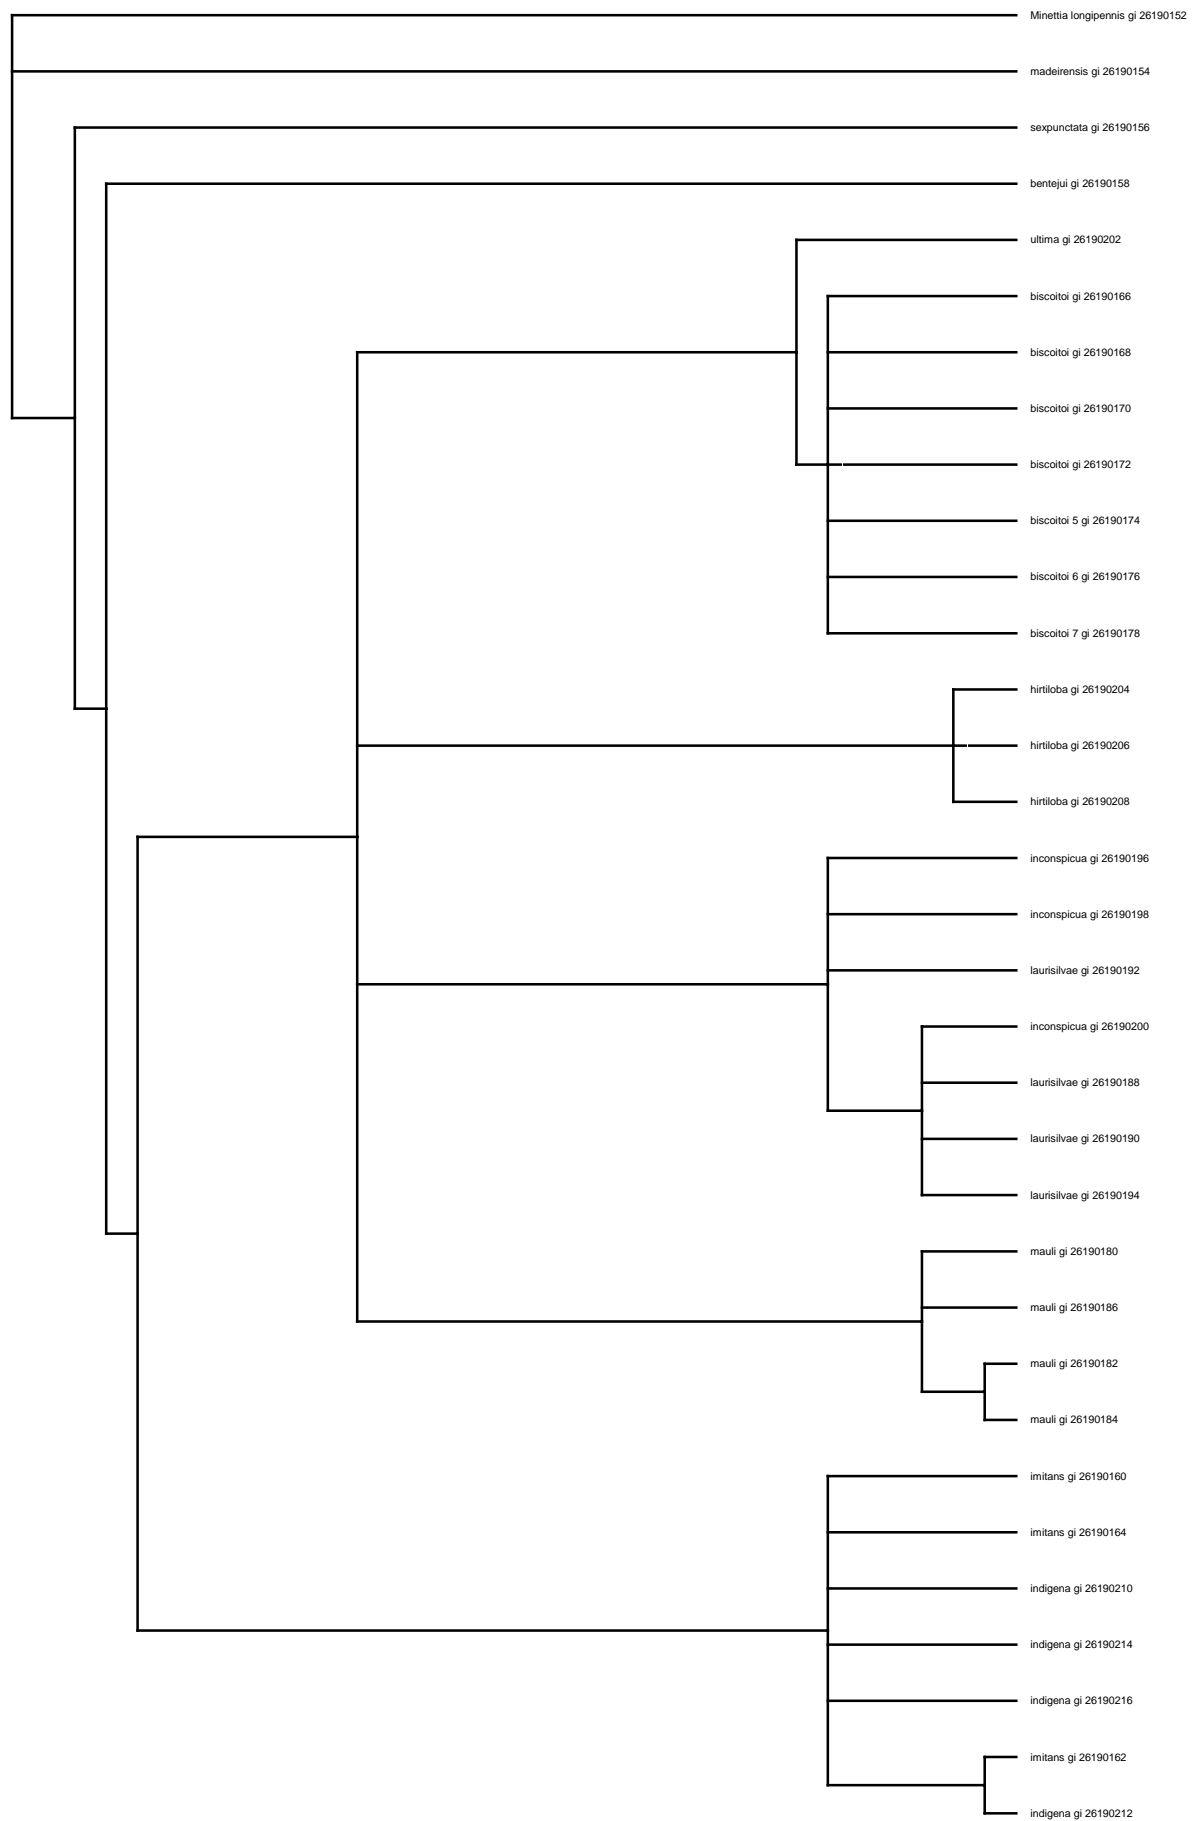 Minettia longipennis gi 26190152
madeirensis gi 26190154
sexpunctata gi 26190156
bentejui gi 26190158
ultima gi 26190202
biscoitoi gi 26190166
biscoitoi gi 26190168
biscoitoi gi 26190170
biscoitoi gi 26190172
biscoitoi 5 gi 26190174
biscoitoi 6 gi 26190176
biscoitoi 7 gi 26190178
hirtiloba gi 26190204
hirtiloba gi 26190206
hirtiloba gi 26190208
inconspicua gi 26190196
inconspicua gi 26190198
laurisilvae gi 26190192
inconspicua gi 26190200
laurisilvae gi 26190188
laurisilvae gi 26190190
laurisilvae gi 26190194
mauli gi 26190180
mauli gi 26190186
mauli gi 26190182
mauli gi 26190184
imitans gi 26190160
imitans gi 26190164
indigena gi 26190210
indigena gi 26190214
indigena gi 26190216
imitans gi 26190162
indigena gi 26190212